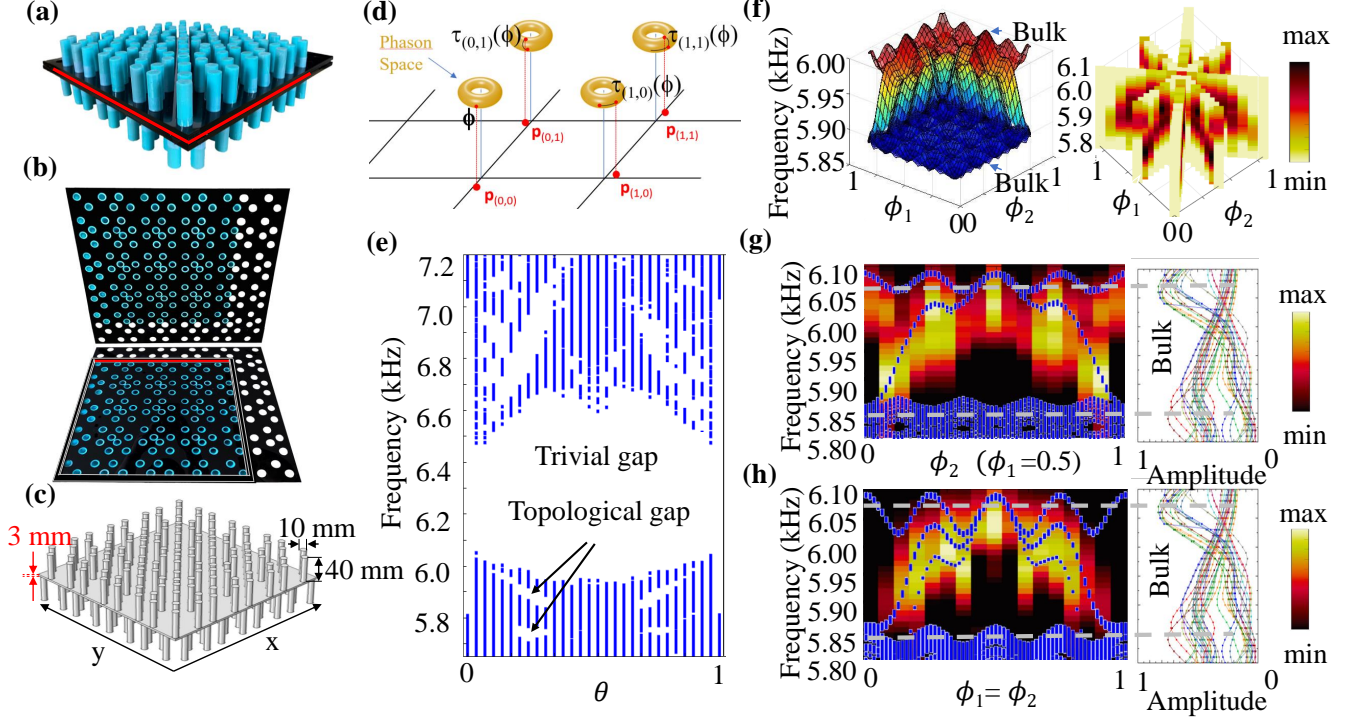 (a)
(b)
(c)
3 mm
10 mm
40 mm
y
x
(d)
Phason
Space
τ(0,1)(ϕ)
τ(1,1)(ϕ)
τ(1,0)(ϕ)
ϕ
p(0,1)
p(1,1)
p(0,0)
p(1,0)
(e)
Frequency (kHz)
7.2
7.0
6.8
6.6
6.4
6.2
6.0
5.8
Trivial gap
Topological gap
0
θ
1
(f)
Frequency (kHz)
6.00
5.95
5.90
5.85
Bulk
Bulk
1
ϕ1
00
ϕ2
1
6.1
6.0
5.9
5.8
1
ϕ1
00
ϕ2
1
max
min
(g)
Frequency (kHz)
6.10
6.05
6.00
5.95
5.90
5.85
5.80
0
ϕ2 (ϕ1=0.5)
1
Bulk
1
Amplitude
0
max
min
(h)
Frequency (kHz)
6.10
6.05
6.00
5.95
5.90
5.85
5.80
0
ϕ1= ϕ2
1
Bulk
1
Amplitude
0
max
min